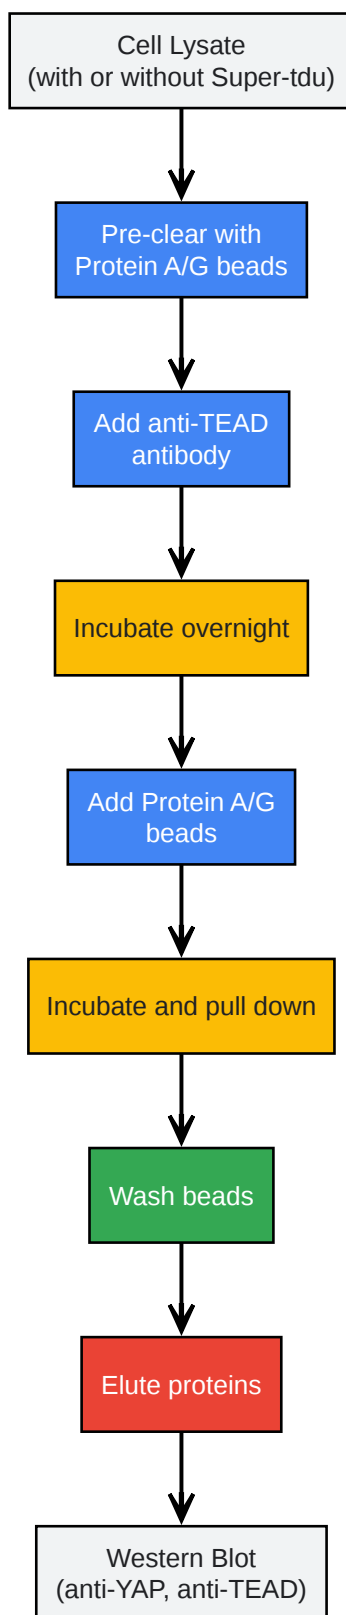 Cell Lysate
(with or without Super-tdu)
Pre-clear with
Protein A/G beads
Add anti-TEAD
antibody
Incubate overnight
Add Protein A/G
beads
Incubate and pull down
Wash beads
Elute proteins
Western Blot
(anti-YAP, anti-TEAD)